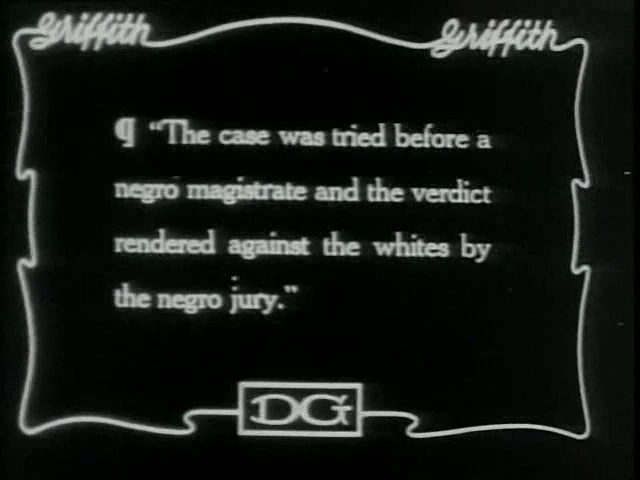 Griffith Griffith
¶ “The case was tried before a
negro magistrate and the verdict
rendered against the whites by
the negro jury.”
DG